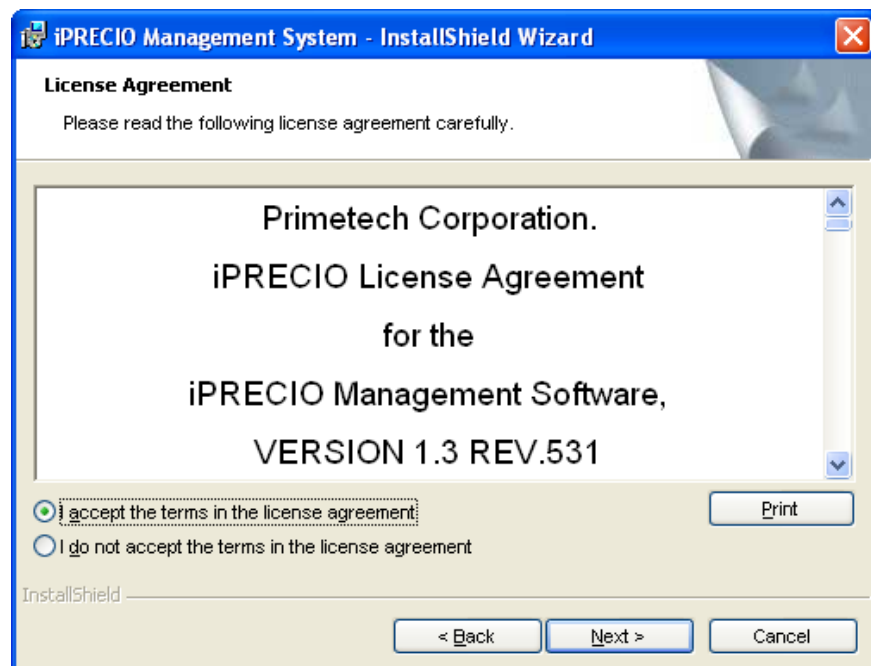 iPRECIO Management System - InstallShield Wizard
License Agreement
Please read the following license agreement carefully.
Primetech Corporation.
iPRECIO License Agreement
for the
iPRECIO Management Software,
VERSION 1.3 REV.531
I accept the terms in the license agreement
Print
I do not accept the terms in the license agreement
InstallShield
< Back
Next >
Cancel